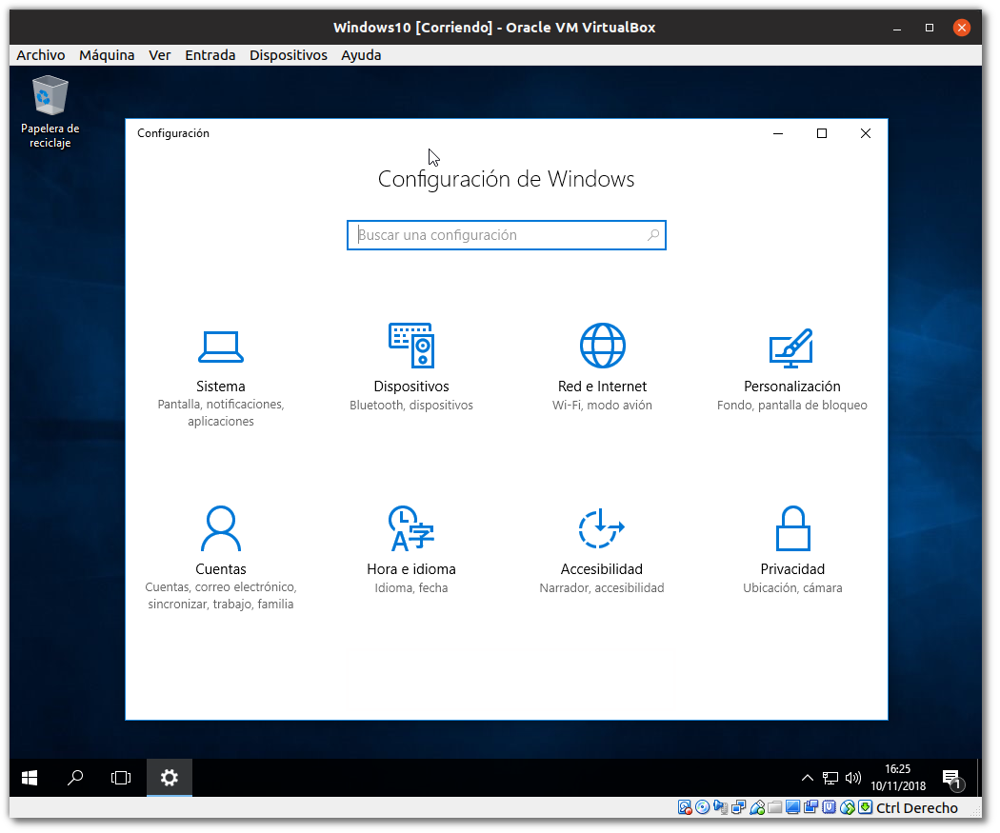 Windows10 [Corriendo] - Oracle VM VirtualBox
Archivo Máquina Ver Entrada Dispositivos Ayuda
Papelera de
reciclaje
Configuración
Configuración de Windows
Buscar una configuración
Sistema
Pantalla, notificaciones,
aplicaciones
Dispositivos
Bluetooth, dispositivos
Red e Internet
Wi-Fi, modo avión
Personalización
Fondo, pantalla de bloqueo
Cuentas
Cuentas, correo electrónico,
sincronizar, trabajo, familia
Hora e idioma
Idioma, fecha
Accesibilidad
Narrador, accesibilidad
Privacidad
Ubicación, cámara
16:25
10/11/2018
1
Ctrl Derecho